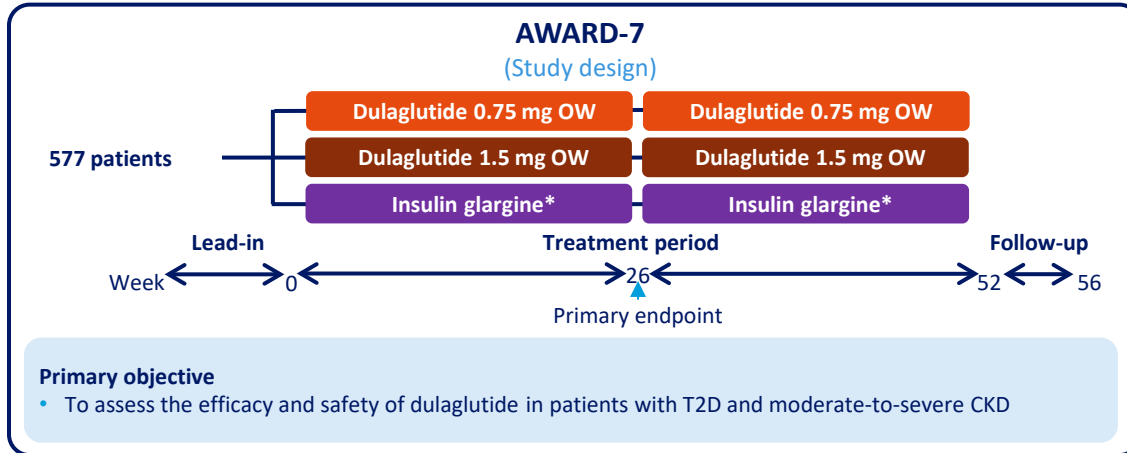 AWARD-7
(Study design)
Dulaglutide 0.75 mg OW Dulaglutide 0.75 mg OW
577 patients Dulaglutide 1.5 mg OW Dulaglutide 1.5 mg OW
Insulin glargine* Insulin glargine*
Lead-in Treatment period Follow-up
Week 0 26 52 56
Primary endpoint
Primary objective
• To assess the efficacy and safety of dulaglutide in patients with T2D and moderate-to-severe CKD